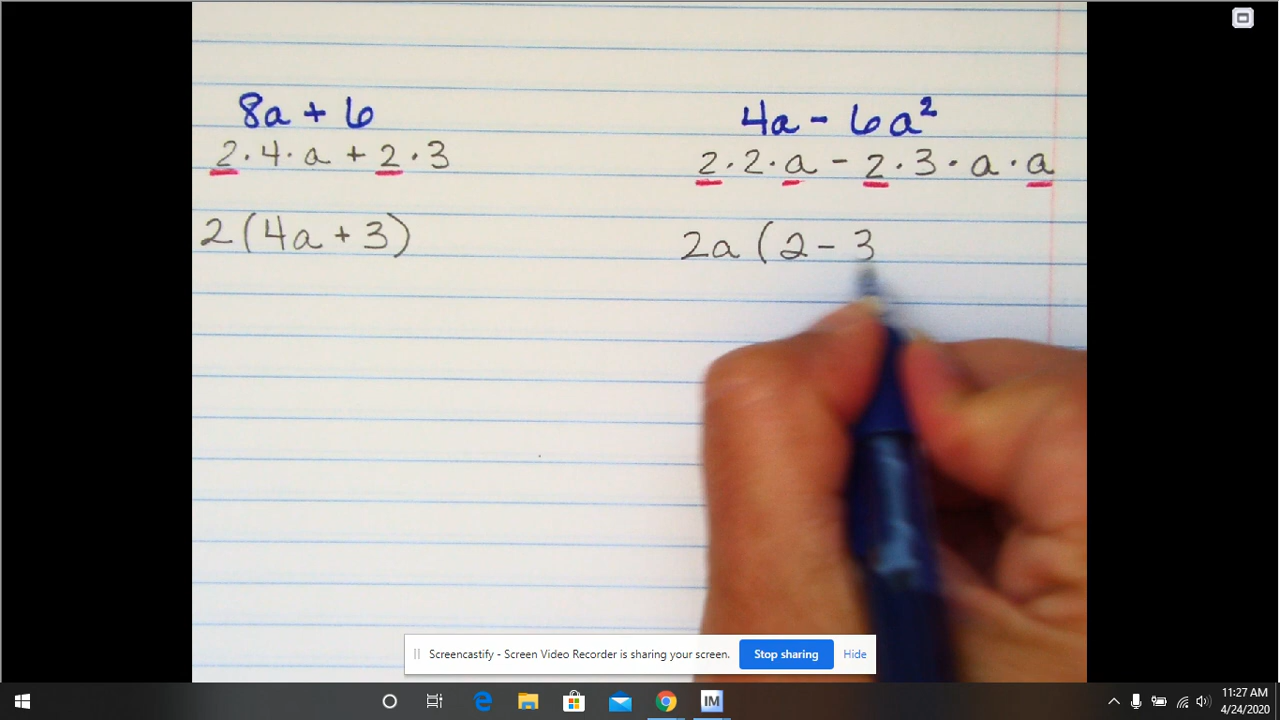 8a + 6
2·4·a + 2·3
2(4a + 3)
4a - 6a²
2·2·a - 2·3·a·a
2a(2 - 3
Screencastify - Screen Video Recorder is sharing your screen.
Stop sharing
Hide
IM
11:27 AM
4/24/2020